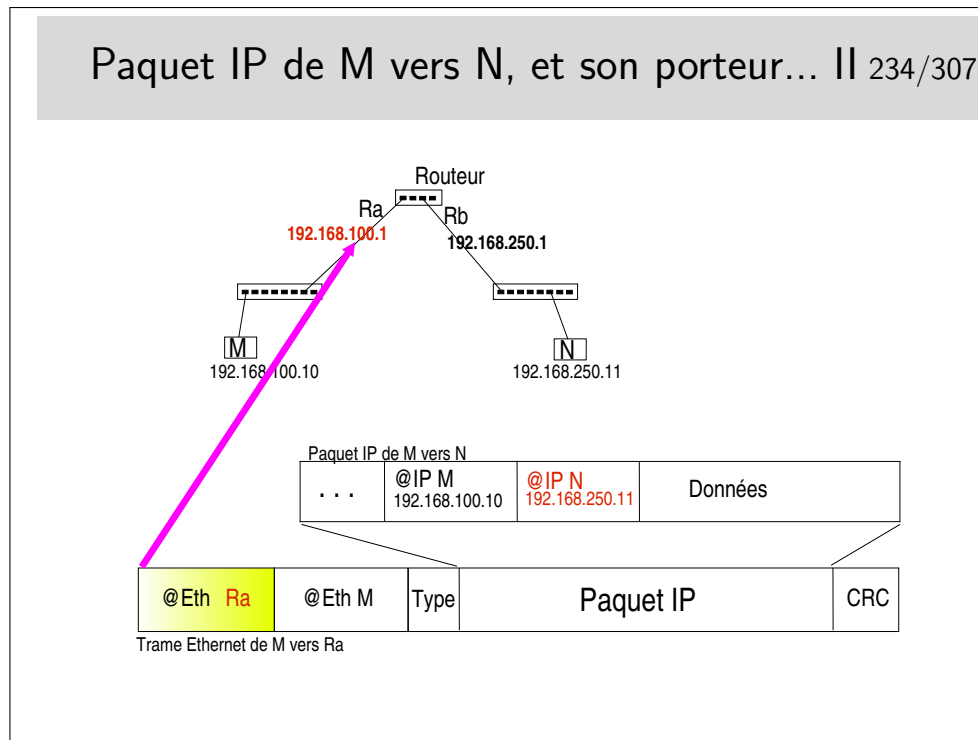 Paquet IP de M vers N, et son porteur... II 234/307
Routeur
Ra
Rb
192.168.100.1
192.168.250.1
M
N
192.168.100.10
192.168.250.11
Paquet IP de M vers N
. . .
@IP M
192.168.100.10
@IP N
192.168.250.11
Données
@Eth Ra
@Eth M
Type
Paquet IP
CRC
Trame Ethernet de M vers Ra